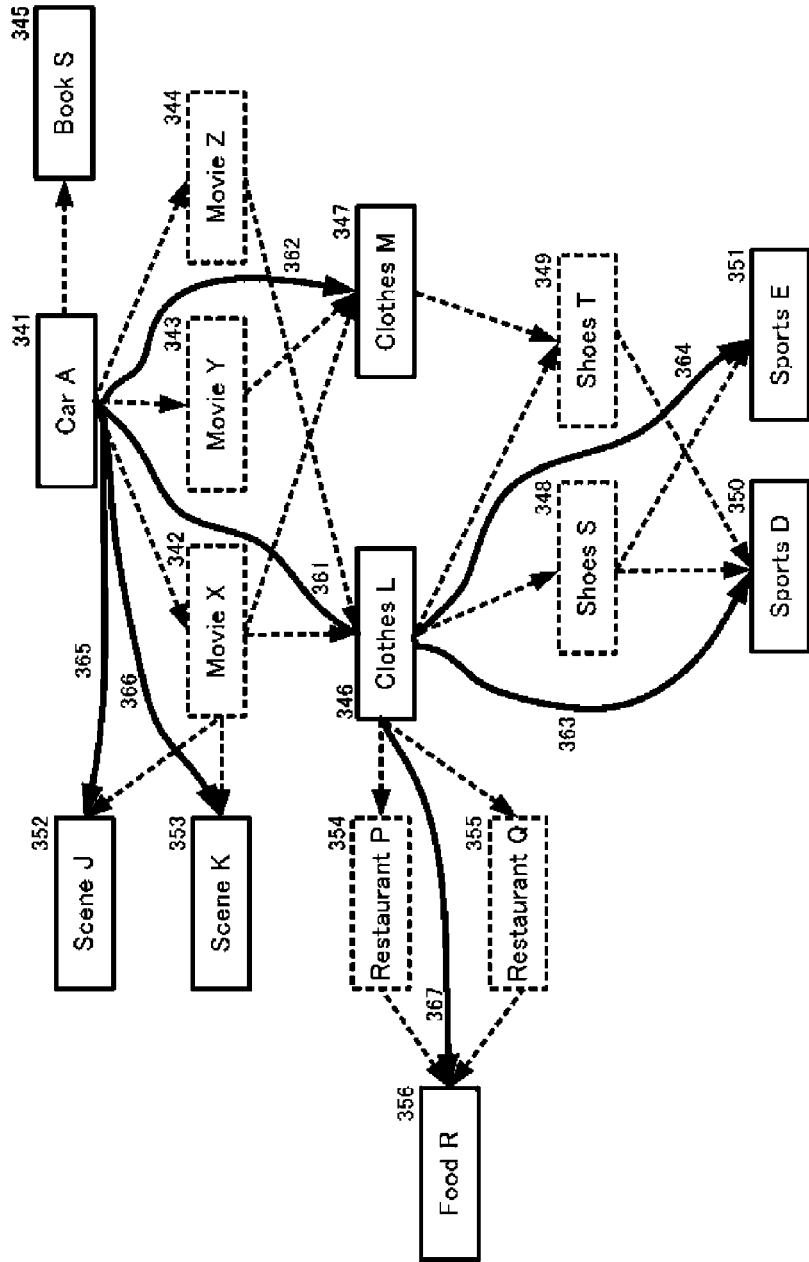 345
Book S
341
Car A
344
Movie Z
343
Movie Y
342
Movie X
362
361
365
366
352
Scene J
353
Scene K
347
Clothes M
346
Clothes L
349
Shoes T
348
Shoes S
364
363
351
Sports E
350
Sports D
354
Restaurant P
355
Restaurant Q
367
356
Food R